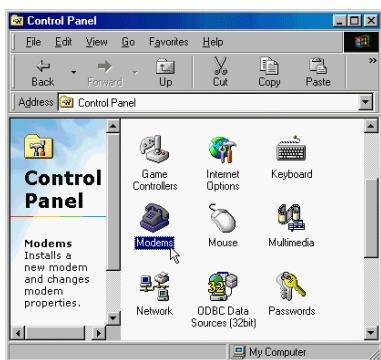 Control Panel
File Edit View Go Favorites Help
Back Forward Up Cut Copy Paste »
Address Control Panel
Control
Panel
Modems
Installs a
new modem
and changes
modem
properties.
Game
Controllers
Internet
Options
Keyboard
Modems
Mouse
Multimedia
Network
ODBC Data
Sources (32bit)
Passwords
My Computer